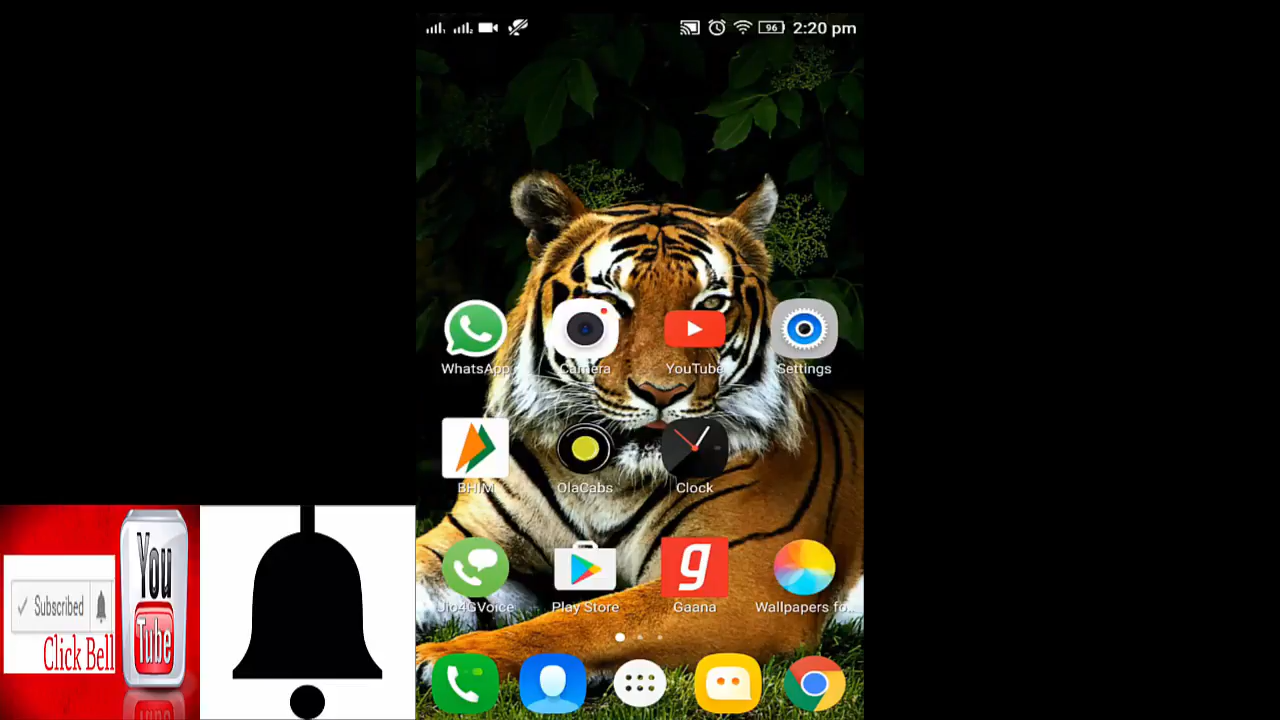 96 2:20 pm
WhatsApp Camera YouTube Settings
BHIM OlaCabs Clock
Jio4GVoice Play Store Gaana Wallpapers fo..
g
You
Tube
✓ Subscribed
Click Bell